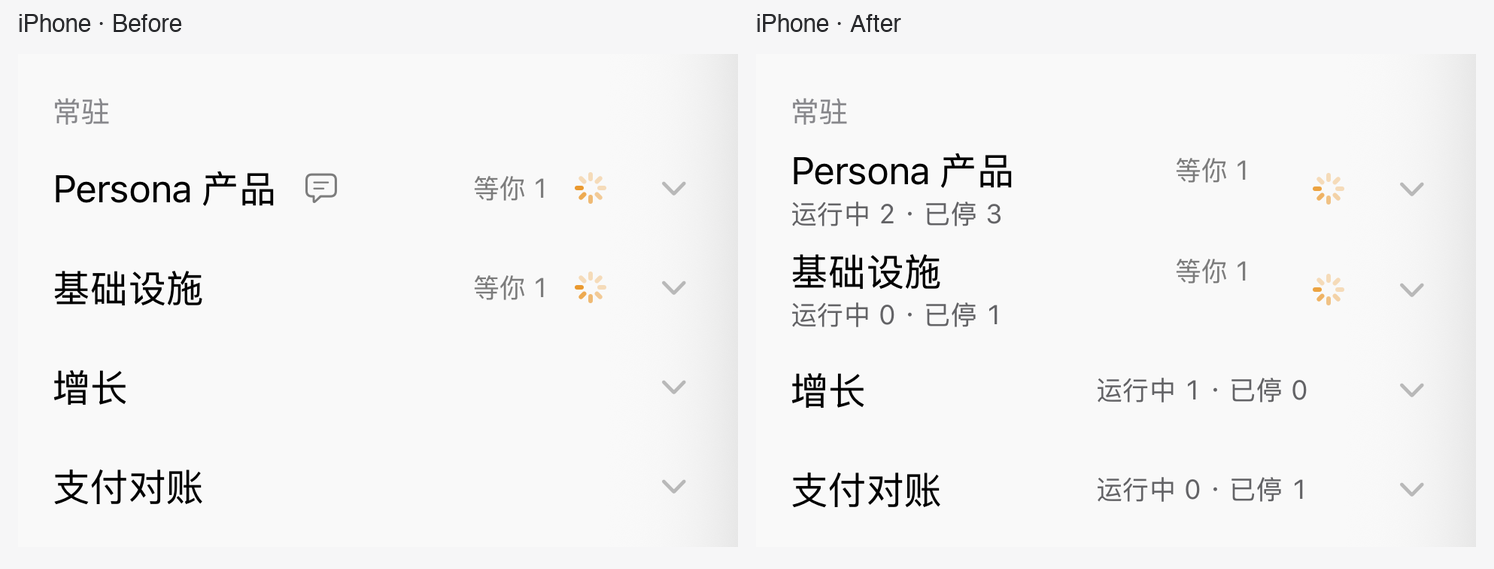 iPhone · Before
常驻
Persona 产品 等你 1
基础设施 等你 1
增长
支付对账
iPhone · After
常驻
Persona 产品 等你 1
运行中 2 · 已停 3
基础设施 等你 1
运行中 0 · 已停 1
增长 运行中 1 · 已停 0
支付对账 运行中 0 · 已停 1